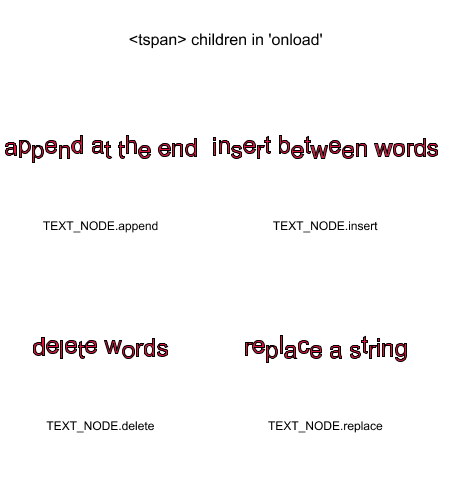 <tspan> children in 'onload'
append at the end
insert between words
TEXT_NODE.append
TEXT_NODE.insert
delete words
replace a string
TEXT_NODE.delete
TEXT_NODE.replace